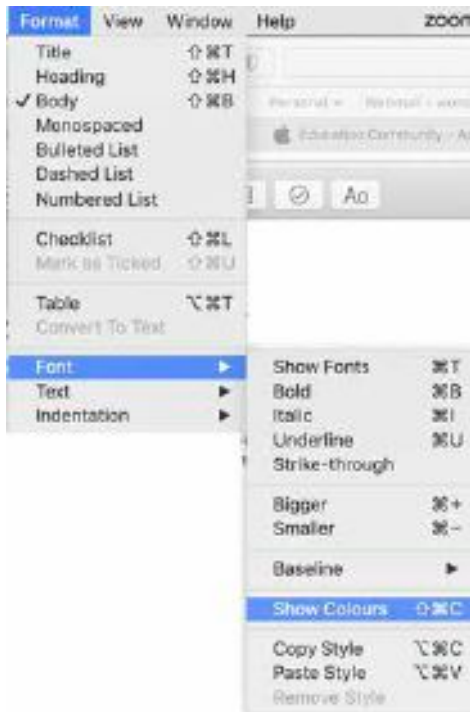 Format View Window Help zoom
Title ⇧⌘T
Heading ⇧⌘H
✓ Body ⇧⌘B
Monospaced
Bulleted List
Dashed List
Numbered List
Checklist ⇧⌘L
Mark as Ticked ⇧⌘U
Table ⌥⌘T
Convert To Text
Font ▶
Text ▶
Indentation ▶
Personal
Education Community
Aa
Show Fonts ⌘T
Bold ⌘B
Italic ⌘I
Underline ⌘U
Strike-through
Bigger ⌘+
Smaller ⌘-
Baseline ▶
Show Colours ⇧⌘C
Copy Style ⌥⌘C
Paste Style ⌥⌘V
Remove Style